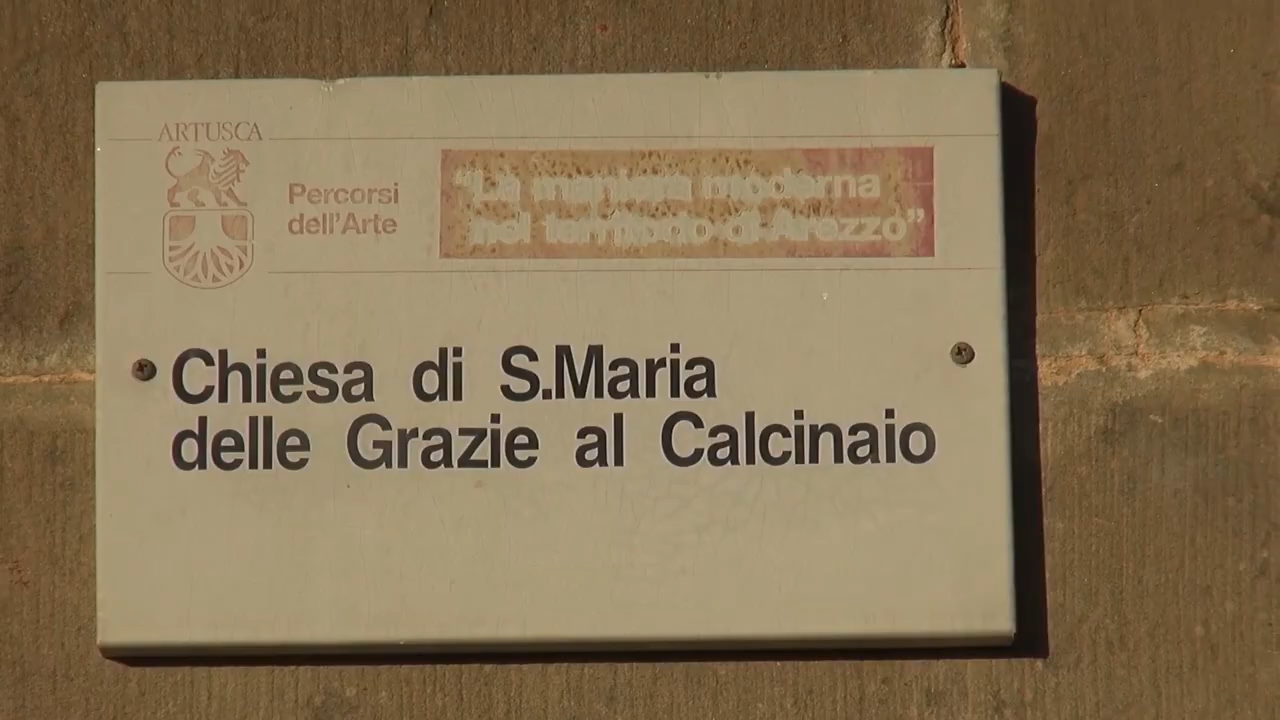 ARTUSCA
Percorsi
dell'Arte
"La maniera moderna
nel territorio di Arezzo"
Chiesa di S.Maria
delle Grazie al Calcinaio